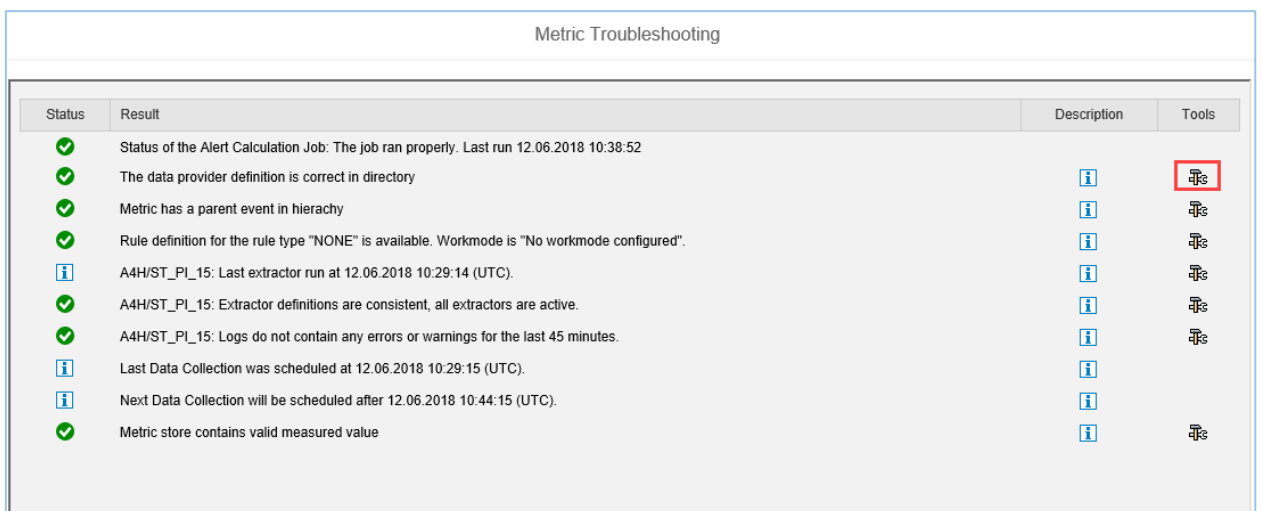 Metric Troubleshooting
Status Result Description Tools
Status of the Alert Calculation Job: The job ran properly. Last run 12.06.2018 10:38:52
The data provider definition is correct in directory
Metric has a parent event in hierachy
Rule definition for the rule type "NONE" is available. Workmode is "No workmode configured".
A4H/ST_PI_15: Last extractor run at 12.06.2018 10:29:14 (UTC).
A4H/ST_PI_15: Extractor definitions are consistent, all extractors are active.
A4H/ST_PI_15: Logs do not contain any errors or warnings for the last 45 minutes.
Last Data Collection was scheduled at 12.06.2018 10:29:15 (UTC).
Next Data Collection will be scheduled after 12.06.2018 10:44:15 (UTC).
Metric store contains valid measured value